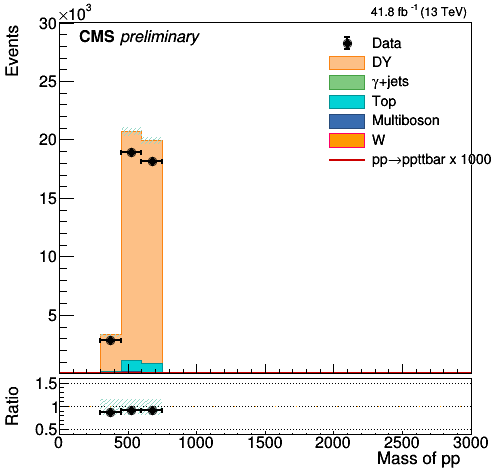 ×10³
41.8 fb⁻¹ (13 TeV)
CMS preliminary
Events
30
25
20
15
10
5
Data
DY
γ+jets
Top
Multiboson
W
pp→ppttbar x 1000
Ratio
1.5
1
0.5
0 500 1000 1500 2000 2500 3000
Mass of pp